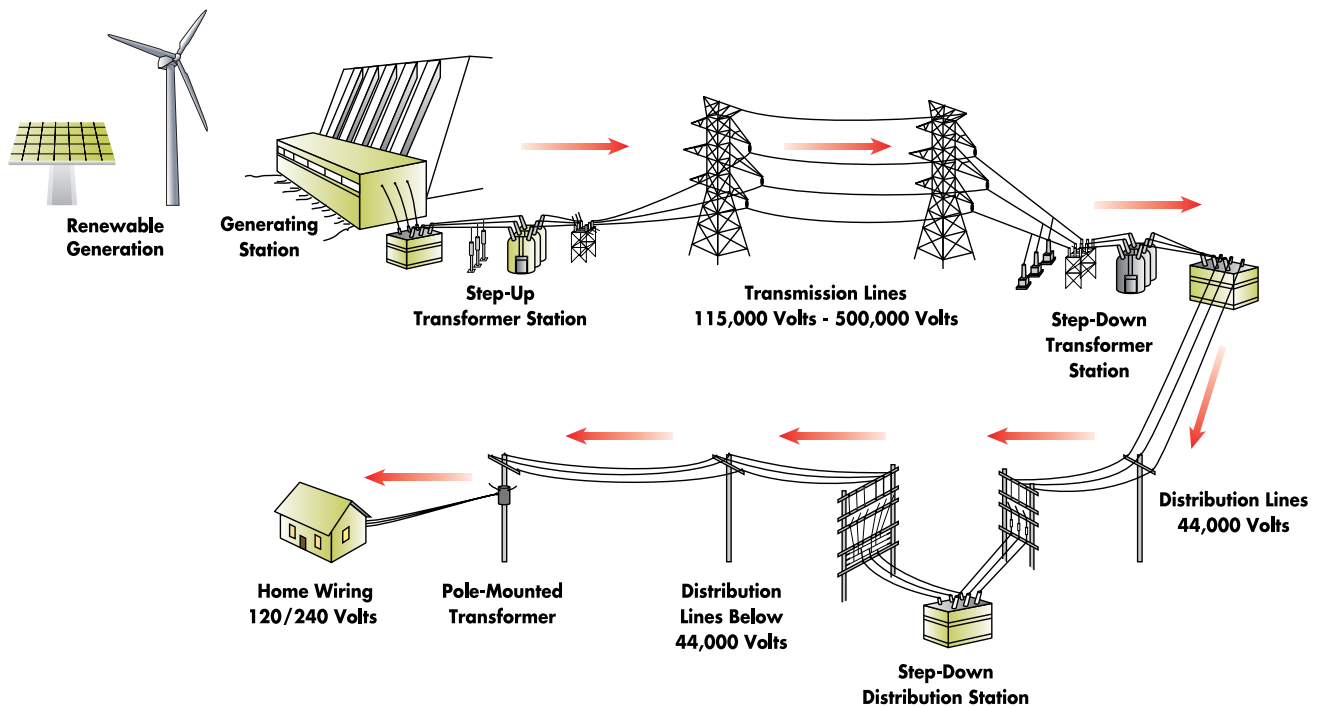 Renewable
Generation
Generating
Station
Step-Up
Transformer Station
Transmission Lines
115,000 Volts - 500,000 Volts
Step-Down
Transformer
Station
Distribution Lines
44,000 Volts
Home Wiring
120/240 Volts
Pole-Mounted
Transformer
Distribution
Lines Below
44,000 Volts
Step-Down
Distribution Station